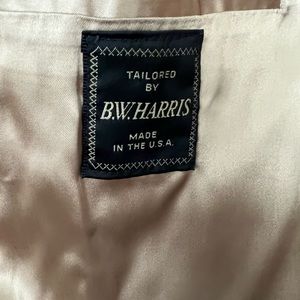 TAILORED
BY
B.W. HARRIS
MADE
IN THE U.S.A.